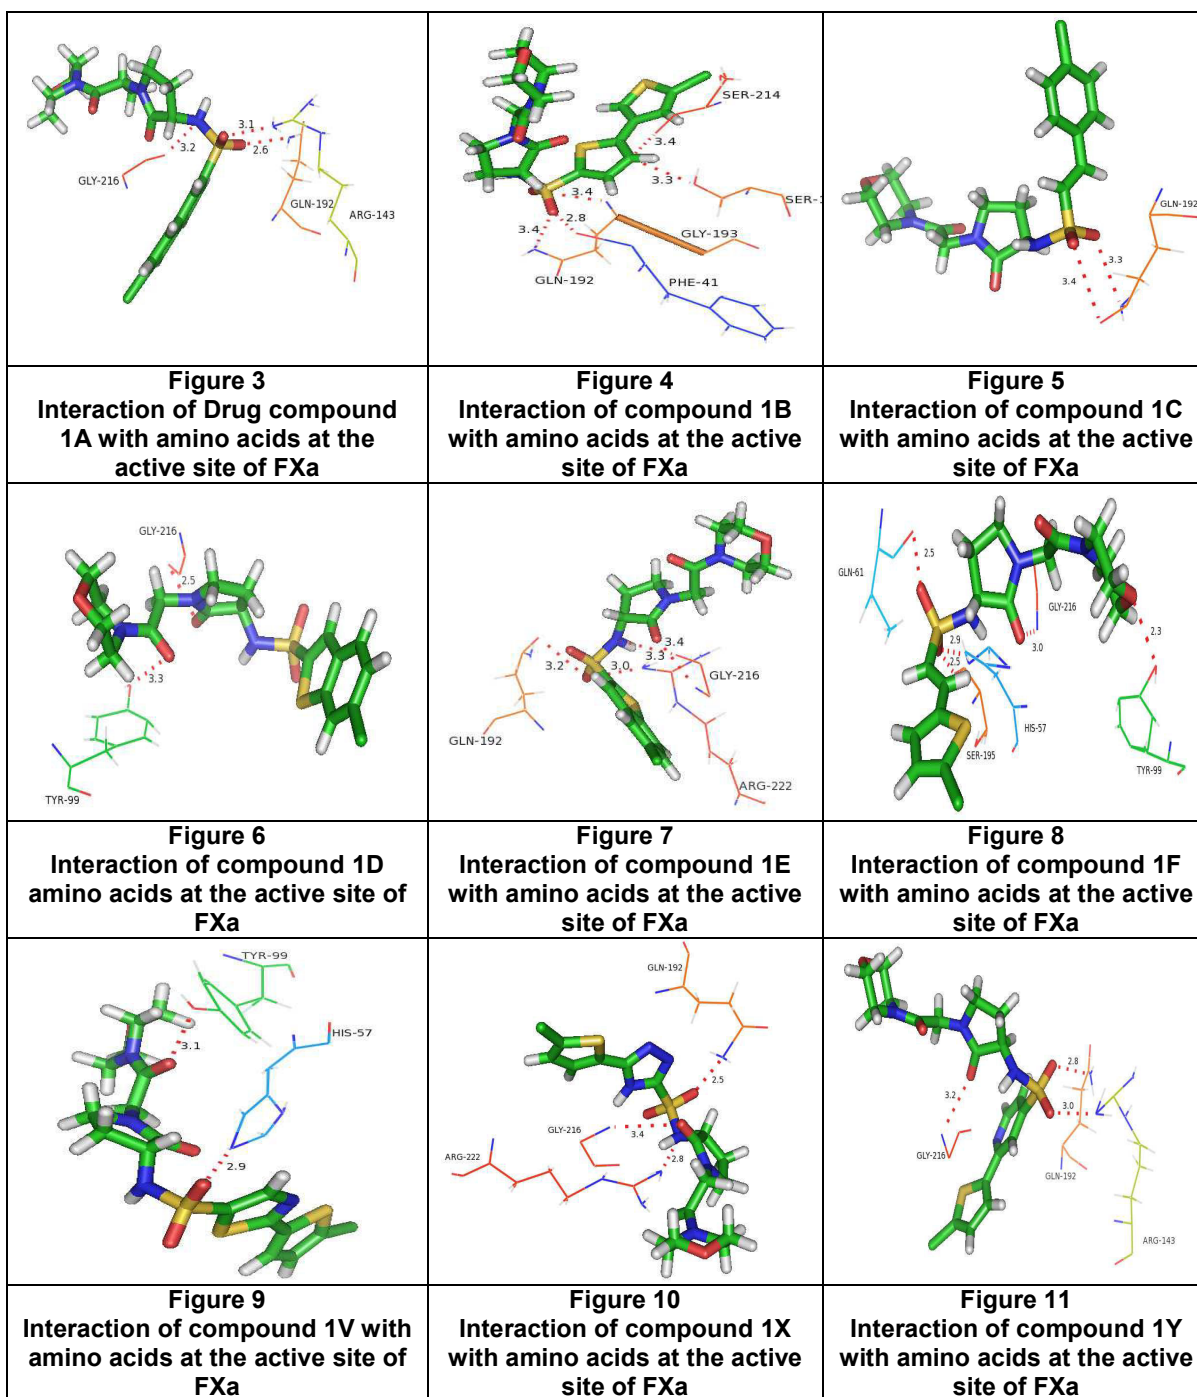 3.1
3.2
2.6
GLY-216
GLN-192
ARG-143
Figure 3
Interaction of Drug compound
1A with amino acids at the
active site of FXa
SER-214
3.4
3.3
3.4
2.8
3.4
GLY-193
GLN-192
PHE-41
Figure 4
Interaction of compound 1B
with amino acids at the active
site of FXa
GLN-192
3.3
3.4
Figure 5
Interaction of compound 1C
with amino acids at the active
site of FXa
GLY-216
2.5
3.3
TYR-99
Figure 6
Interaction of compound 1D
amino acids at the active site of
FXa
3.4
3.3
3.2
3.0
GLY-216
GLN-192
ARG-222
Figure 7
Interaction of compound 1E
with amino acids at the active
site of FXa
2.5
GLN-61
GLY-216
2.9
3.0
2.5
2.3
HIS-57
SER-195
TYR-99
Figure 8
Interaction of compound 1F
with amino acids at the active
site of FXa
TYR-99
HIS-57
3.1
2.9
Figure 9
Interaction of compound 1V with
amino acids at the active site of
FXa
GLN-192
2.5
GLY-216
3.4
ARG-222
2.8
Figure 10
Interaction of compound 1X
with amino acids at the active
site of FXa
2.8
3.2
3.0
GLY-216
GLN-192
ARG-143
Figure 11
Interaction of compound 1Y
with amino acids at the active
site of FXa